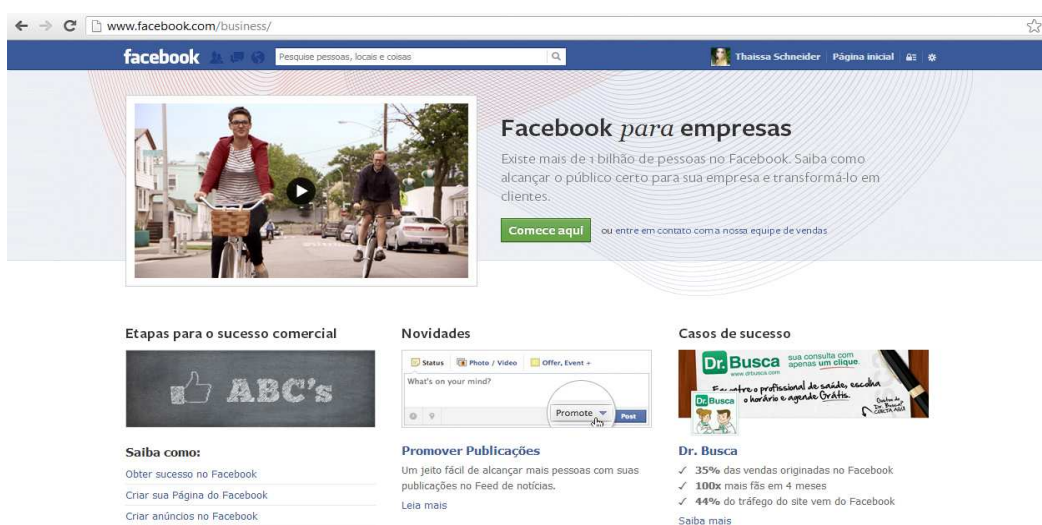 www.facebook.com/business/
facebook
Pesquise pessoas, locais e coisas
Thaissa Schneider
Página inicial
Facebook para empresas
Existe mais de 1 bilhão de pessoas no Facebook. Saiba como
alcançar o público certo para sua empresa e transformá-lo em
clientes.
Comece aqui ou entre em contato com a nossa equipe de vendas
Etapas para o sucesso comercial
ABC's
Saiba como:
Obter sucesso no Facebook
Criar sua Página do Facebook
Criar anúncios no Facebook
Novidades
Status Photo / Video Offer, Event +
What's on your mind?
Promote Post
Promover Publicações
Um jeito fácil de alcançar mais pessoas com suas
publicações no Feed de notícias.
Leia mais
Casos de sucesso
Dr. Busca
www.drbusca.com
sua consulta com
apenas um clique.
o profissional de saúde, escolha
o horário e agende Grátis.
Dr. Busca
Dr. Busca
✓ 35% das vendas originadas no Facebook
✓ 100x mais fãs em 4 meses
✓ 44% do tráfego do site vem do Facebook
Saiba mais